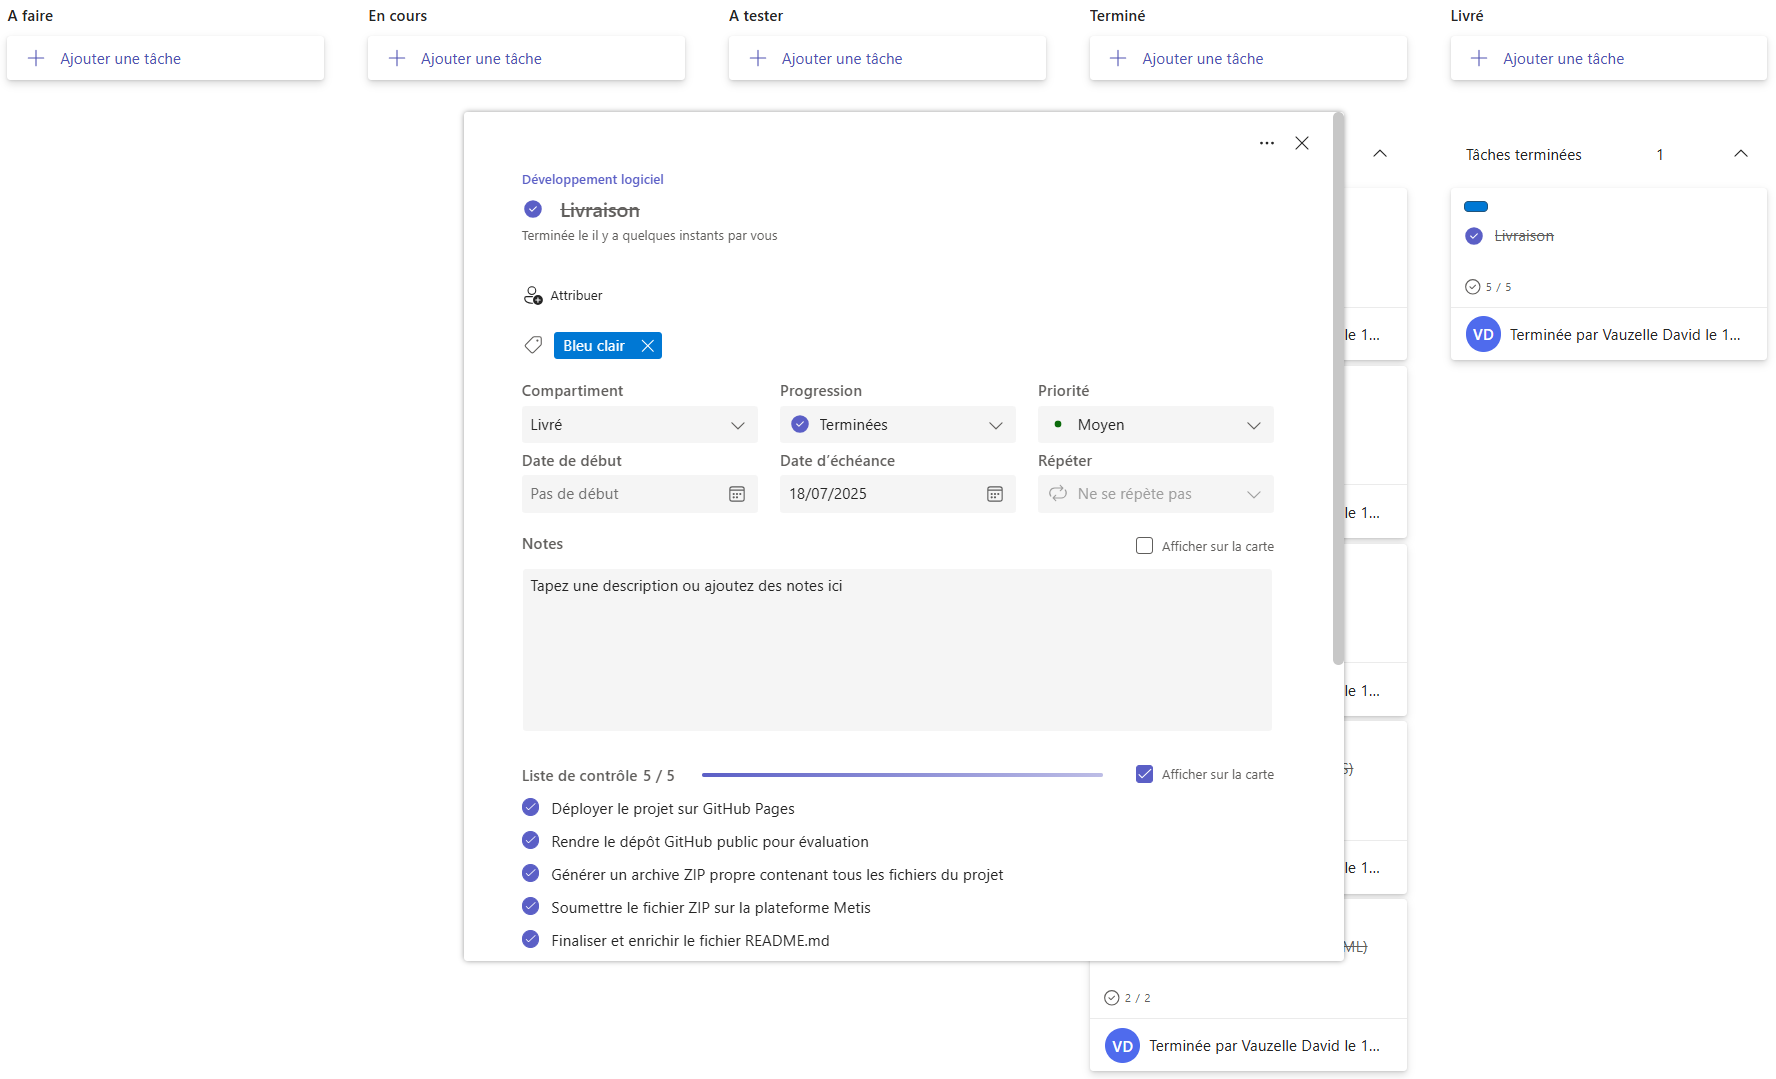 A faire
En cours
A tester
Terminé
Livré
Ajouter une tâche
Ajouter une tâche
Ajouter une tâche
Ajouter une tâche
Ajouter une tâche
Développement logiciel
Livraison
Terminée le il y a quelques instants par vous
Attribuer
Bleu clair
Compartiment
Progression
Priorité
Livré
Terminées
Moyen
Date de début
Date d'échéance
Répéter
Pas de début
18/07/2025
Ne se répète pas
Notes
Afficher sur la carte
Tapez une description ou ajoutez des notes ici
Liste de contrôle 5 / 5
Afficher sur la carte
Déployer le projet sur GitHub Pages
Rendre le dépôt GitHub public pour évaluation
Générer un archive ZIP propre contenant tous les fichiers du projet
Soumettre le fichier ZIP sur la plateforme Metis
Finaliser et enrichir le fichier README.md
le 1...
le 1...
le 1...
S)
le 1...
ML)
2 / 2
VD
Terminée par Vauzelle David le 1...
Tâches terminées 1
Livraison
5 / 5
VD
Terminée par Vauzelle David le 1...